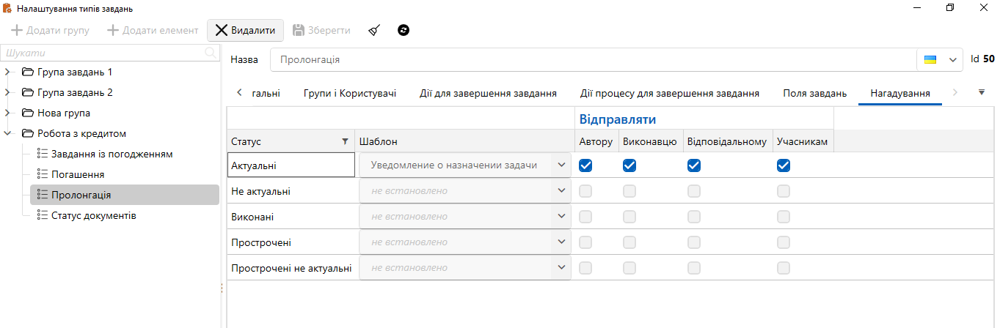 Налаштування типів завдань
Додати групу Додати елемент Видалити Зберегти
Шукати
Група завдань 1
Група завдань 2
Нова група
Робота з кредитом
Завдання із погодженням
Погашення
Пролонгація
Статус документів
Назва Пролонгація Id 50
гальні Групи і Користувачі Дії для завершення завдання Дії процесу для завершення завдання Поля завдань Нагадування
Відправляти
Статус Шаблон Автору Виконавцю Відповідальному Учасникам
Актуальні Уведомление о назначении задачи
Не актуальні не встановлено
Виконані не встановлено
Прострочені не встановлено
Прострочені не актуальні не встановлено